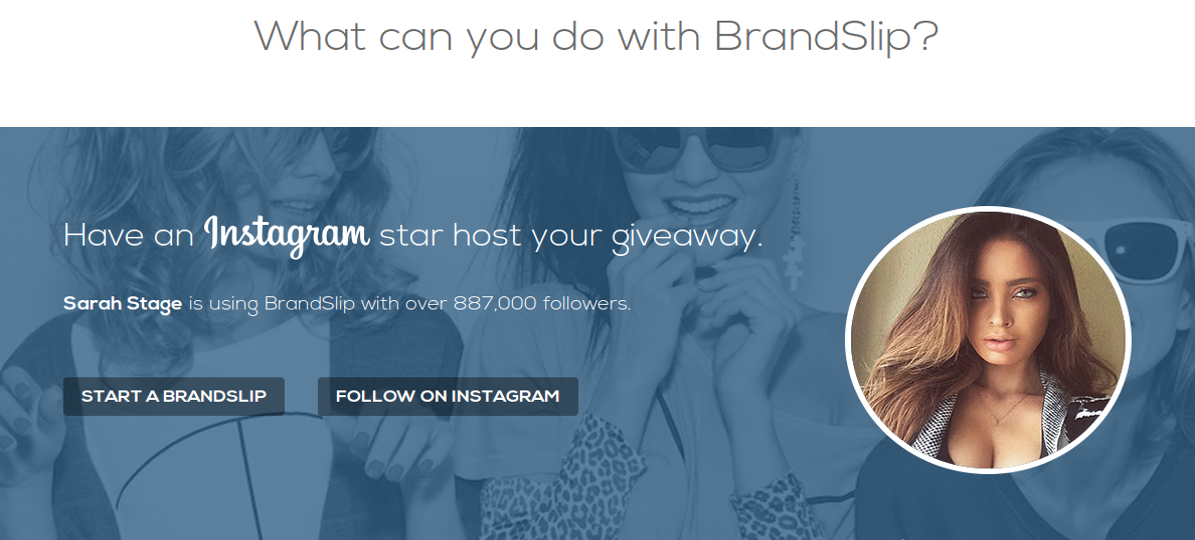 What can you do with BrandSlip?
Have an Instagram star host your giveaway.
Sarah Stage is using BrandSlip with over 887,000 followers.
START A BRANDSLIP
FOLLOW ON INSTAGRAM